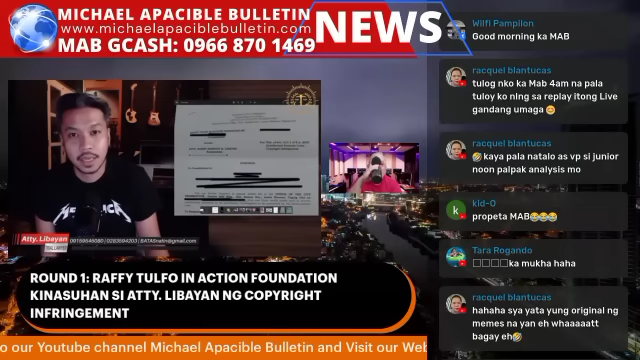 MICHAEL APACIBLE BULLETIN
www.michaelapaciblebulletin.com
MAB GCASH: 0966 870 1469
NEWS
Wilfi Pamplion
Good morning ka MAB
racquel blantucas
tulog nko ka Mab 4am na pala
tuloy ko nlng sa replay itong Live
gandang umaga 😊
racquel blantucas
🤣 kaya pala natalo as vp si junior
noon palpak analysis mo
k
kid-O
propeta MAB😂😂😂
Tara Rogando
□□□□ka mukha haha
racquel blantucas
hahaha sya yata yung original ng
memes na yan eh whaaaaatt
bagay eh🤣
METALLICA
Atty. Libayan
ROUND 1: RAFFY TULFO IN ACTION FOUNDATION
KINASUHAN SI ATTY. LIBAYAN NG COPYRIGHT
INFRINGEMENT
o our Youtube channel Michael Apacible Bulletin and Visit our Web